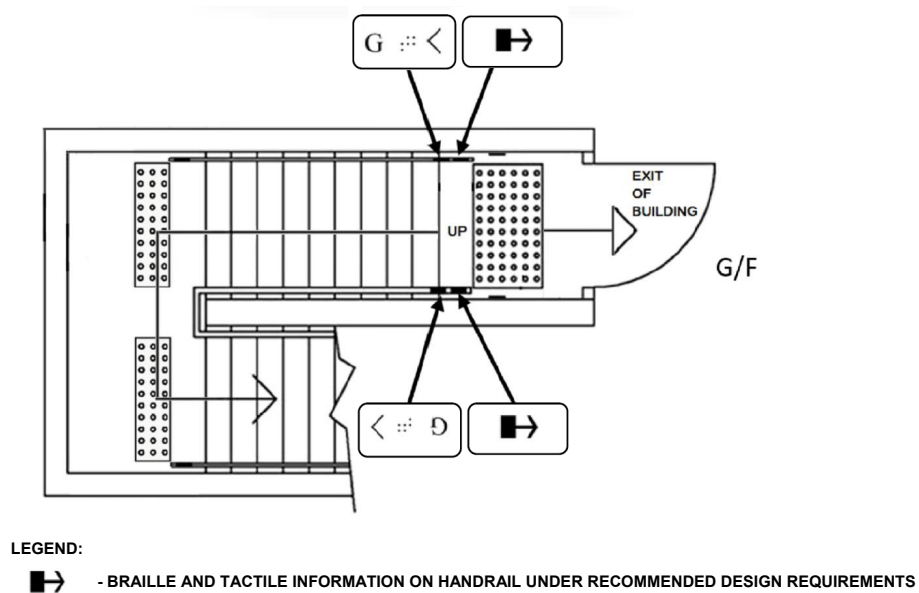 G ⠨⠶ <
UP
EXIT
OF
BUILDING
G/F
< G
LEGEND:
- BRAILLE AND TACTILE INFORMATION ON HANDRAIL UNDER RECOMMENDED DESIGN REQUIREMENTS